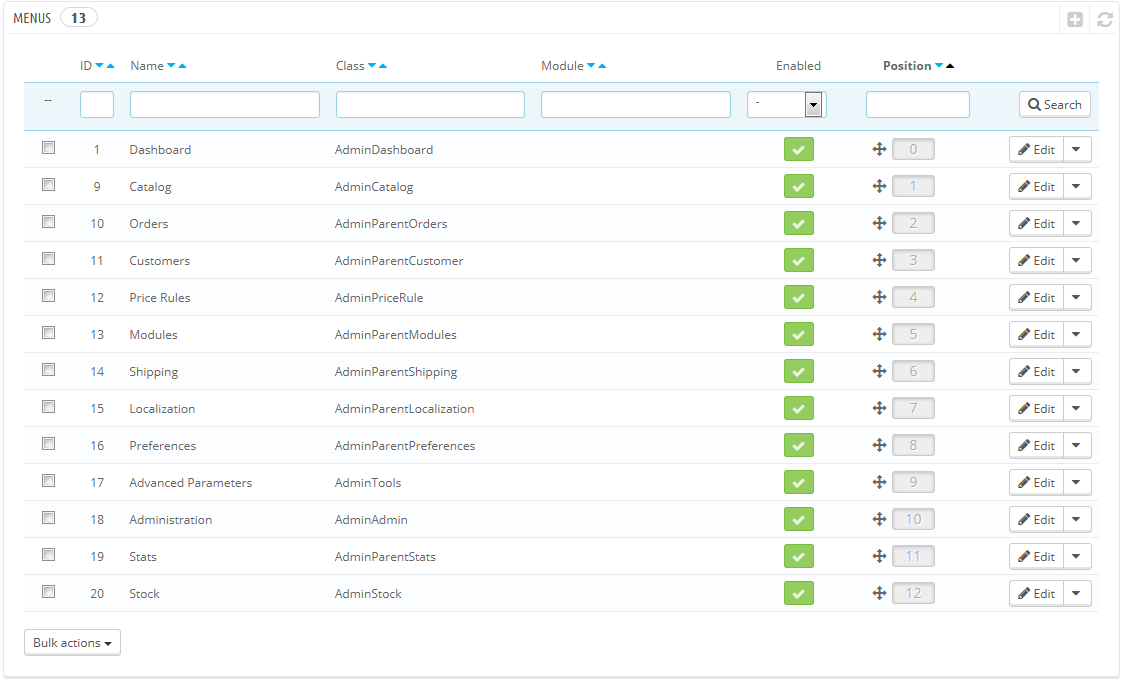 MENUS 13
ID Name Class Module Enabled Position
-- - Search
1 Dashboard AdminDashboard 0 Edit
9 Catalog AdminCatalog 1 Edit
10 Orders AdminParentOrders 2 Edit
11 Customers AdminParentCustomer 3 Edit
12 Price Rules AdminPriceRule 4 Edit
13 Modules AdminParentModules 5 Edit
14 Shipping AdminParentShipping 6 Edit
15 Localization AdminParentLocalization 7 Edit
16 Preferences AdminParentPreferences 8 Edit
17 Advanced Parameters AdminTools 9 Edit
18 Administration AdminAdmin 10 Edit
19 Stats AdminParentStats 11 Edit
20 Stock AdminStock 12 Edit
Bulk actions